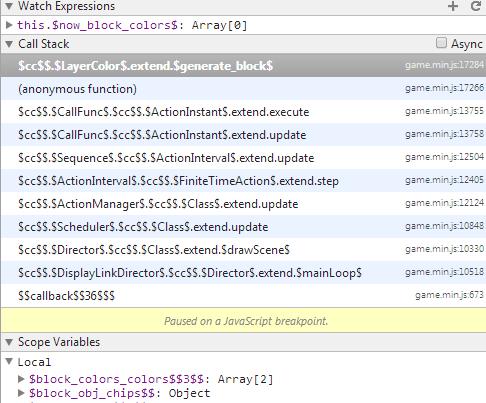 Watch Expressions
this.$now_block_colors$: Array[0]
Call Stack
Async
$cc$$.$LayerColor$.extend.$generate_block$ game.min.js:17284
(anonymous function) game.min.js:17266
$cc$$.$CallFunc$.$cc$$.$ActionInstant$.extend.execute game.min.js:13775
$cc$$.$CallFunc$.$cc$$.$ActionInstant$.extend.update game.min.js:13758
$cc$$.$Sequence$.$cc$$.$ActionInterval$.extend.update game.min.js:12504
$cc$$.$ActionInterval$.$cc$$.$FiniteTimeAction$.extend.step game.min.js:12405
$cc$$.$ActionManager$.$cc$$.$Class$.extend.update game.min.js:12124
$cc$$.$Scheduler$.$cc$$.$Class$.extend.update game.min.js:10848
$cc$$.$Director$.$cc$$.$Class$.extend.$drawScene$ game.min.js:10330
$cc$$.$DisplayLinkDirector$.$cc$$.$Director$.extend.$mainLoop$ game.min.js:10518
$$callback$$36$$$ game.min.js:673
Paused on a JavaScript breakpoint.
Scope Variables
Local
$block_colors_colors$$3$$: Array[2]
$block_obj_chips$$: Object